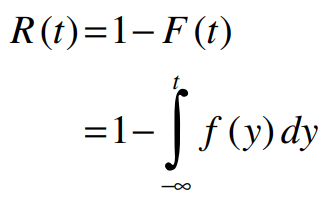 R(t)=1−F(t)
=1−∫_{−∞}^{t} f(y)dy